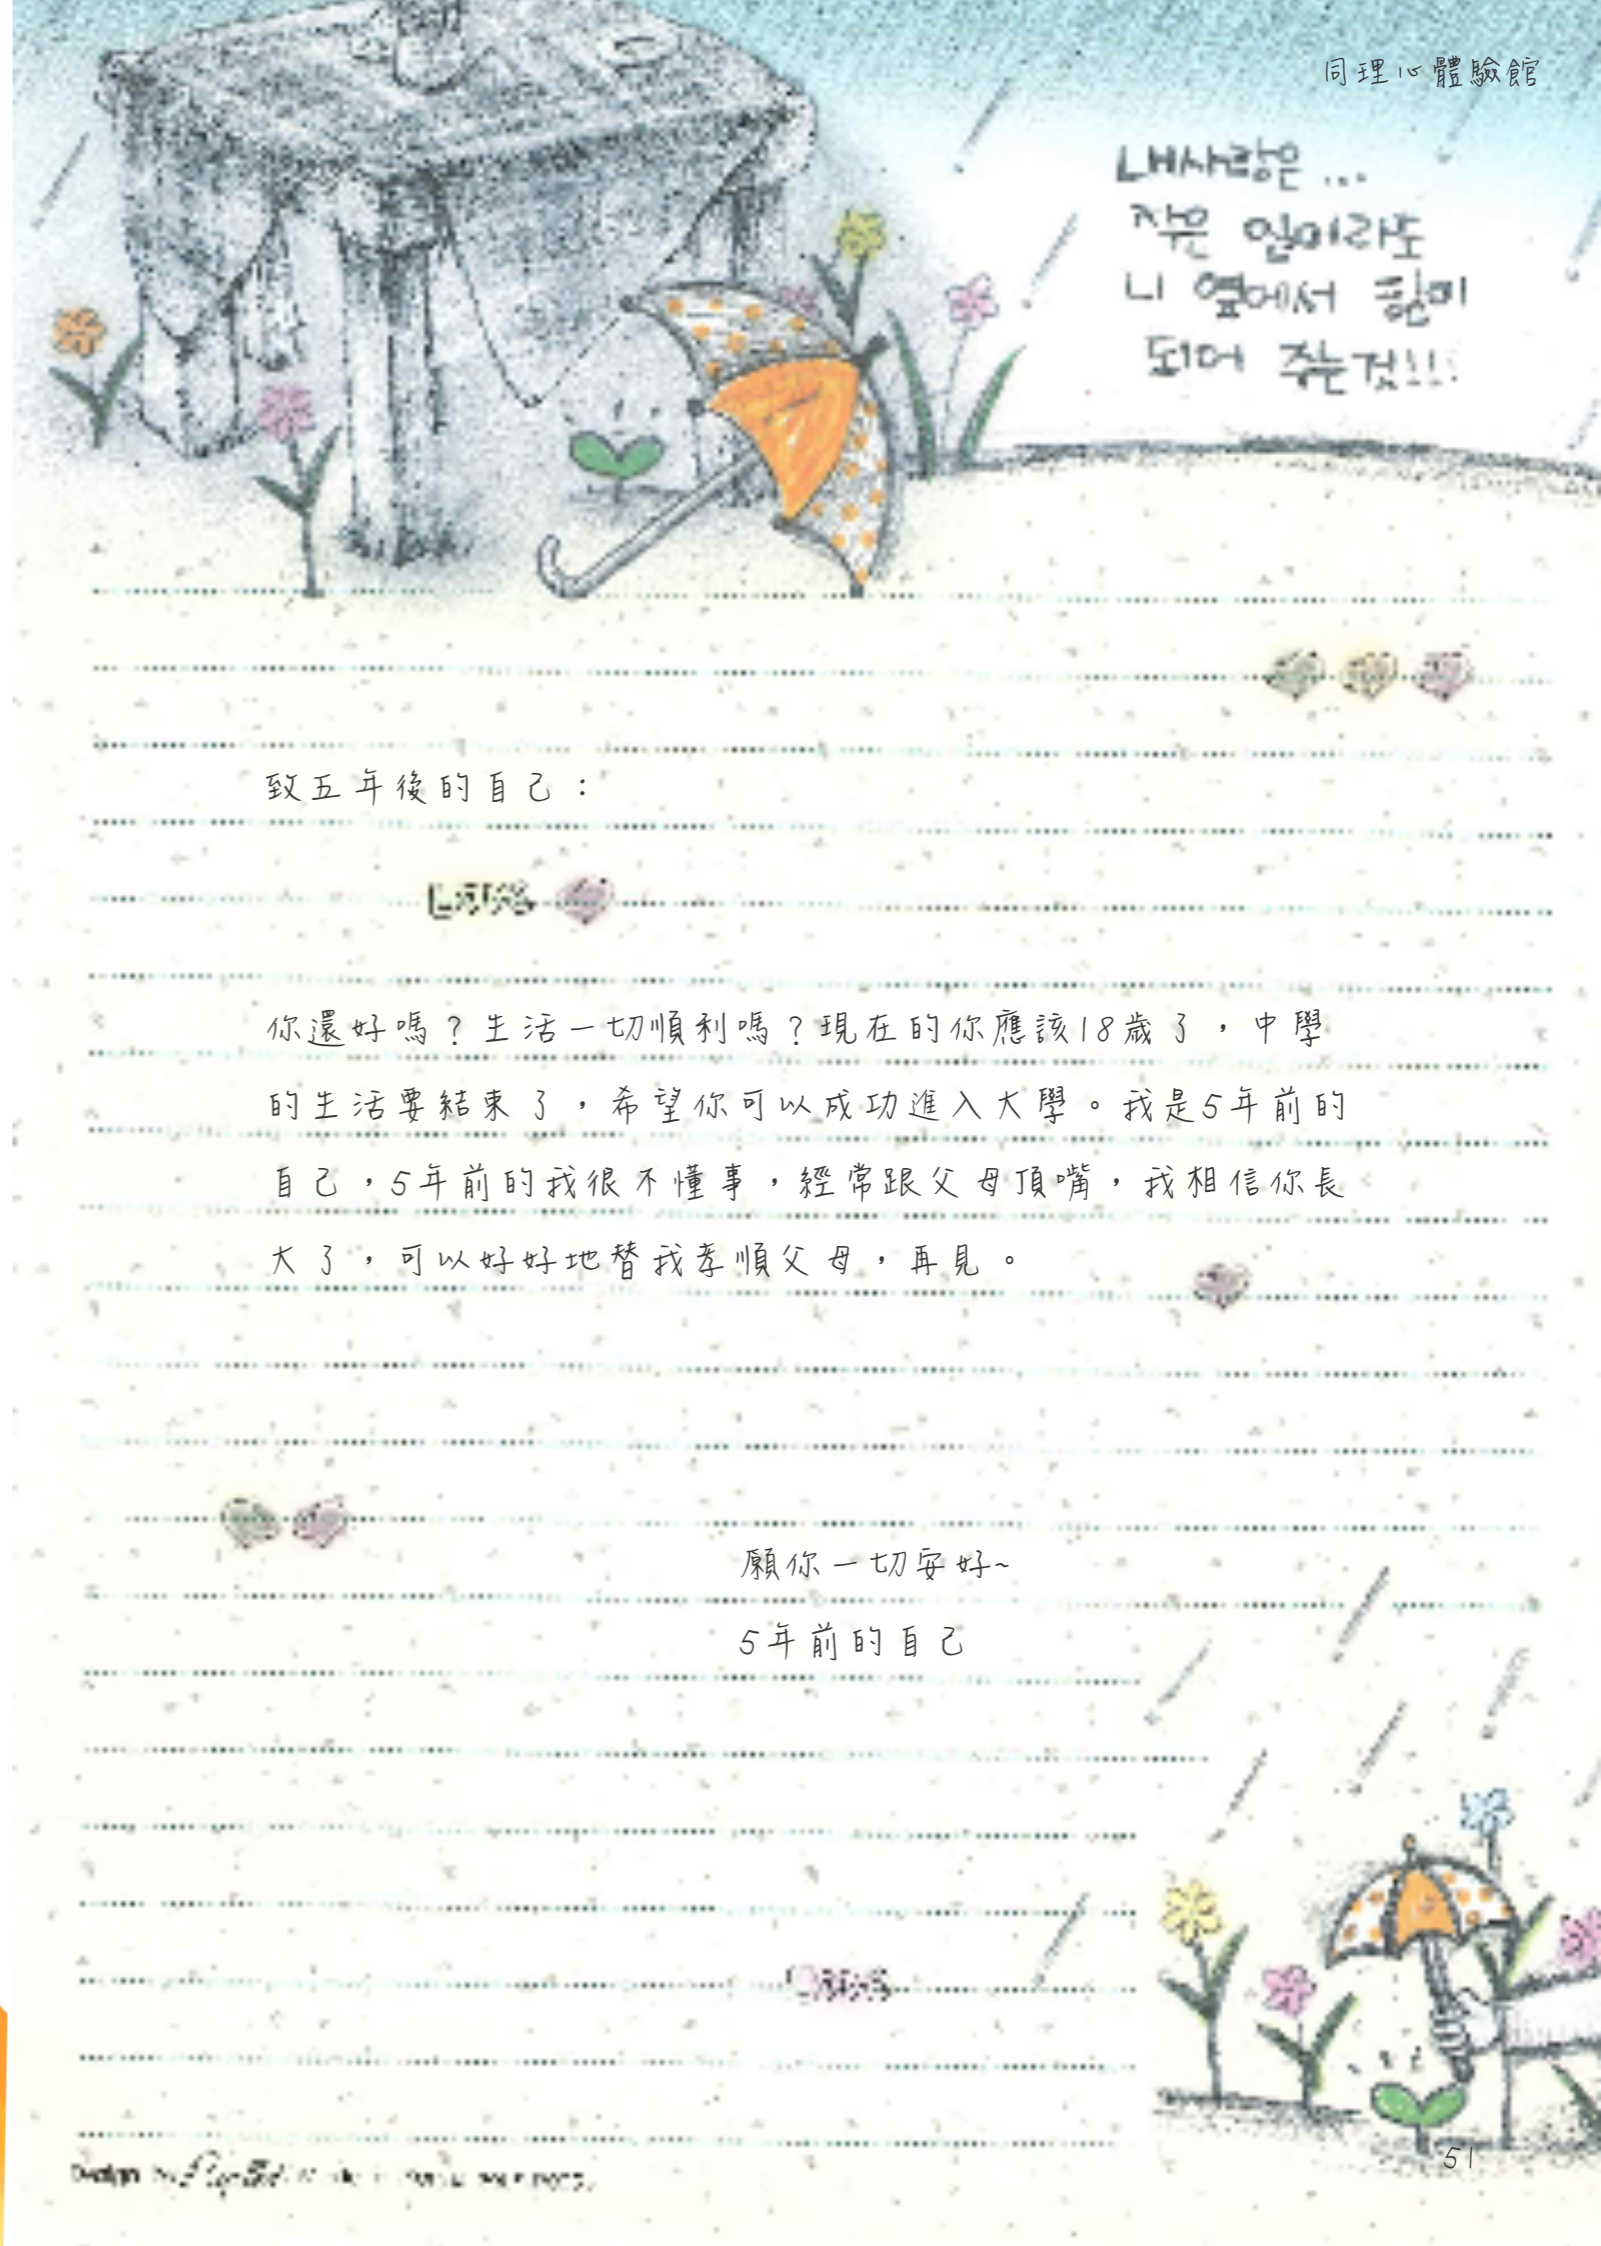 同理心體驗館
내사랑은...
작은 일이라도
니 옆에서 힘이
되어 주는것!!!
致五年後的自己：
Love
你還好嗎？生活一切順利嗎？現在的你應該18歲了，中學
的生活要結束了，希望你可以成功進入大學。我是5年前的
自己，5年前的我很不懂事，經常跟父母頂嘴，我相信你長
大了，可以好好地替我孝順父母，再見。
願你一切安好~
5年前的自己
51
Design by